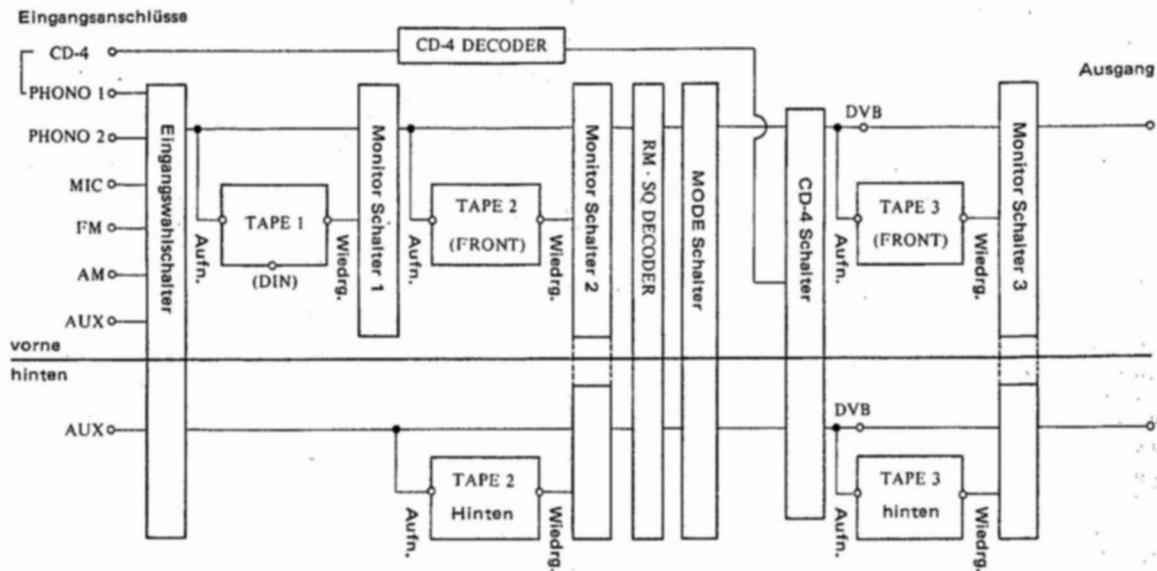 Eingangsanschlüsse
CD-4
CD-4 DECODER
Ausgang
PHONO 1
PHONO 2
MIC
FM
AM
AUX
Eingangswahlschalter
Aufn.
TAPE 1
(DIN)
Wiedrg.
Monitor Schalter 1
Aufn.
TAPE 2
(FRONT)
Wiedrg.
Monitor Schalter 2
RM · SQ DECODER
MODE Schalter
CD-4 Schalter
DVB
Aufn.
TAPE 3
(FRONT)
Wiedrg.
Monitor Schalter 3
vorne
hinten
AUX
Aufn.
TAPE 2
Hinten
Wiedrg.
DVB
Aufn.
TAPE 3
hinten
Wiedrg.